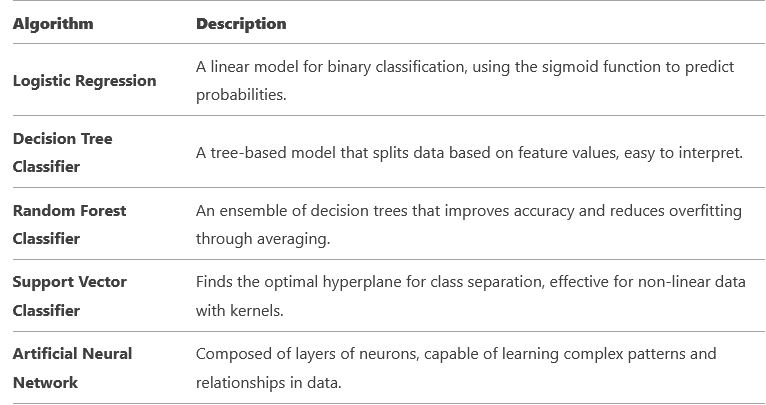 Algorithm Description
Logistic Regression
A linear model for binary classification, using the sigmoid function to predict
probabilities.
Decision Tree
Classifier
A tree-based model that splits data based on feature values, easy to interpret.
Random Forest
Classifier
An ensemble of decision trees that improves accuracy and reduces overfitting
through averaging.
Support Vector
Classifier
Finds the optimal hyperplane for class separation, effective for non-linear data
with kernels.
Artificial Neural
Network
Composed of layers of neurons, capable of learning complex patterns and
relationships in data.